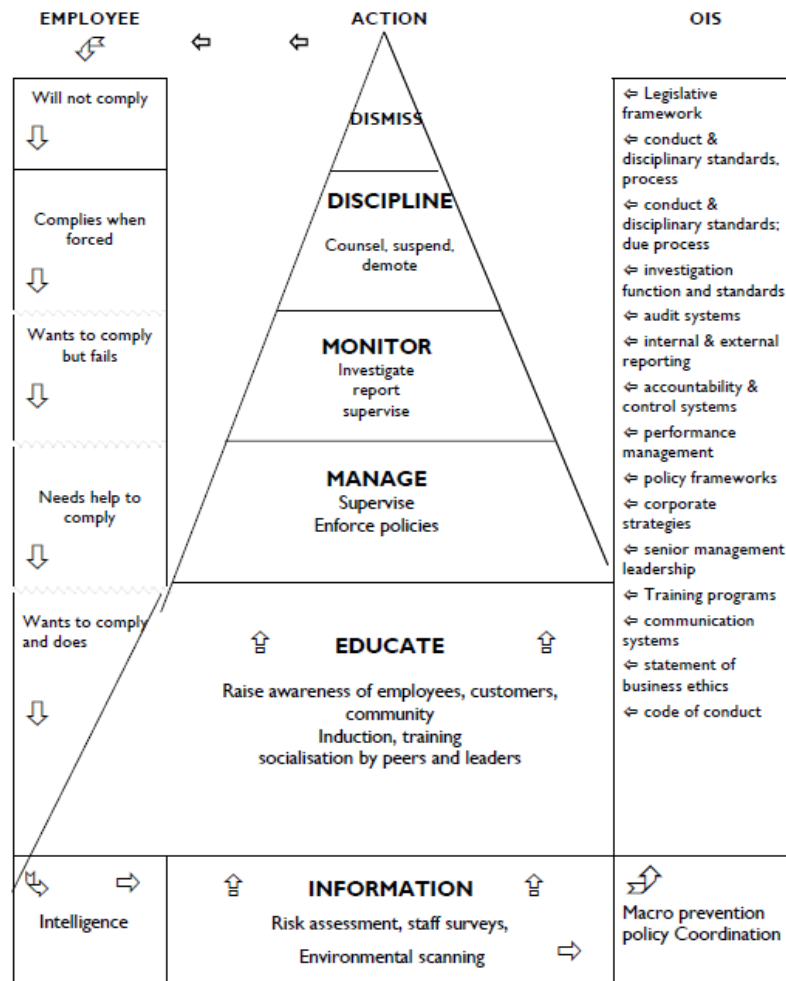 EMPLOYEE
ACTION
OIS
Will not comply
Complies when
forced
Wants to comply
but fails
Needs help to
comply
Wants to comply
and does
DISMISS
DISCIPLINE
Counsel, suspend,
demote
MONITOR
Investigate
report
supervise
MANAGE
Supervise
Enforce policies
EDUCATE
Raise awareness of employees, customers,
community
Induction, training
socialisation by peers and leaders
⇐ Legislative
framework
⇐ conduct &
disciplinary standards,
process
⇐ conduct &
disciplinary standards;
due process
⇐ investigation
function and standards
⇐ audit systems
⇐ internal & external
reporting
⇐ accountability &
control systems
⇐ performance
management
⇐ policy frameworks
⇐ corporate
strategies
⇐ senior management
leadership
⇐ Training programs
⇐ communication
systems
⇐ statement of
business ethics
⇐ code of conduct
Intelligence
INFORMATION
Risk assessment, staff surveys,
Environmental scanning
Macro prevention
policy Coordination